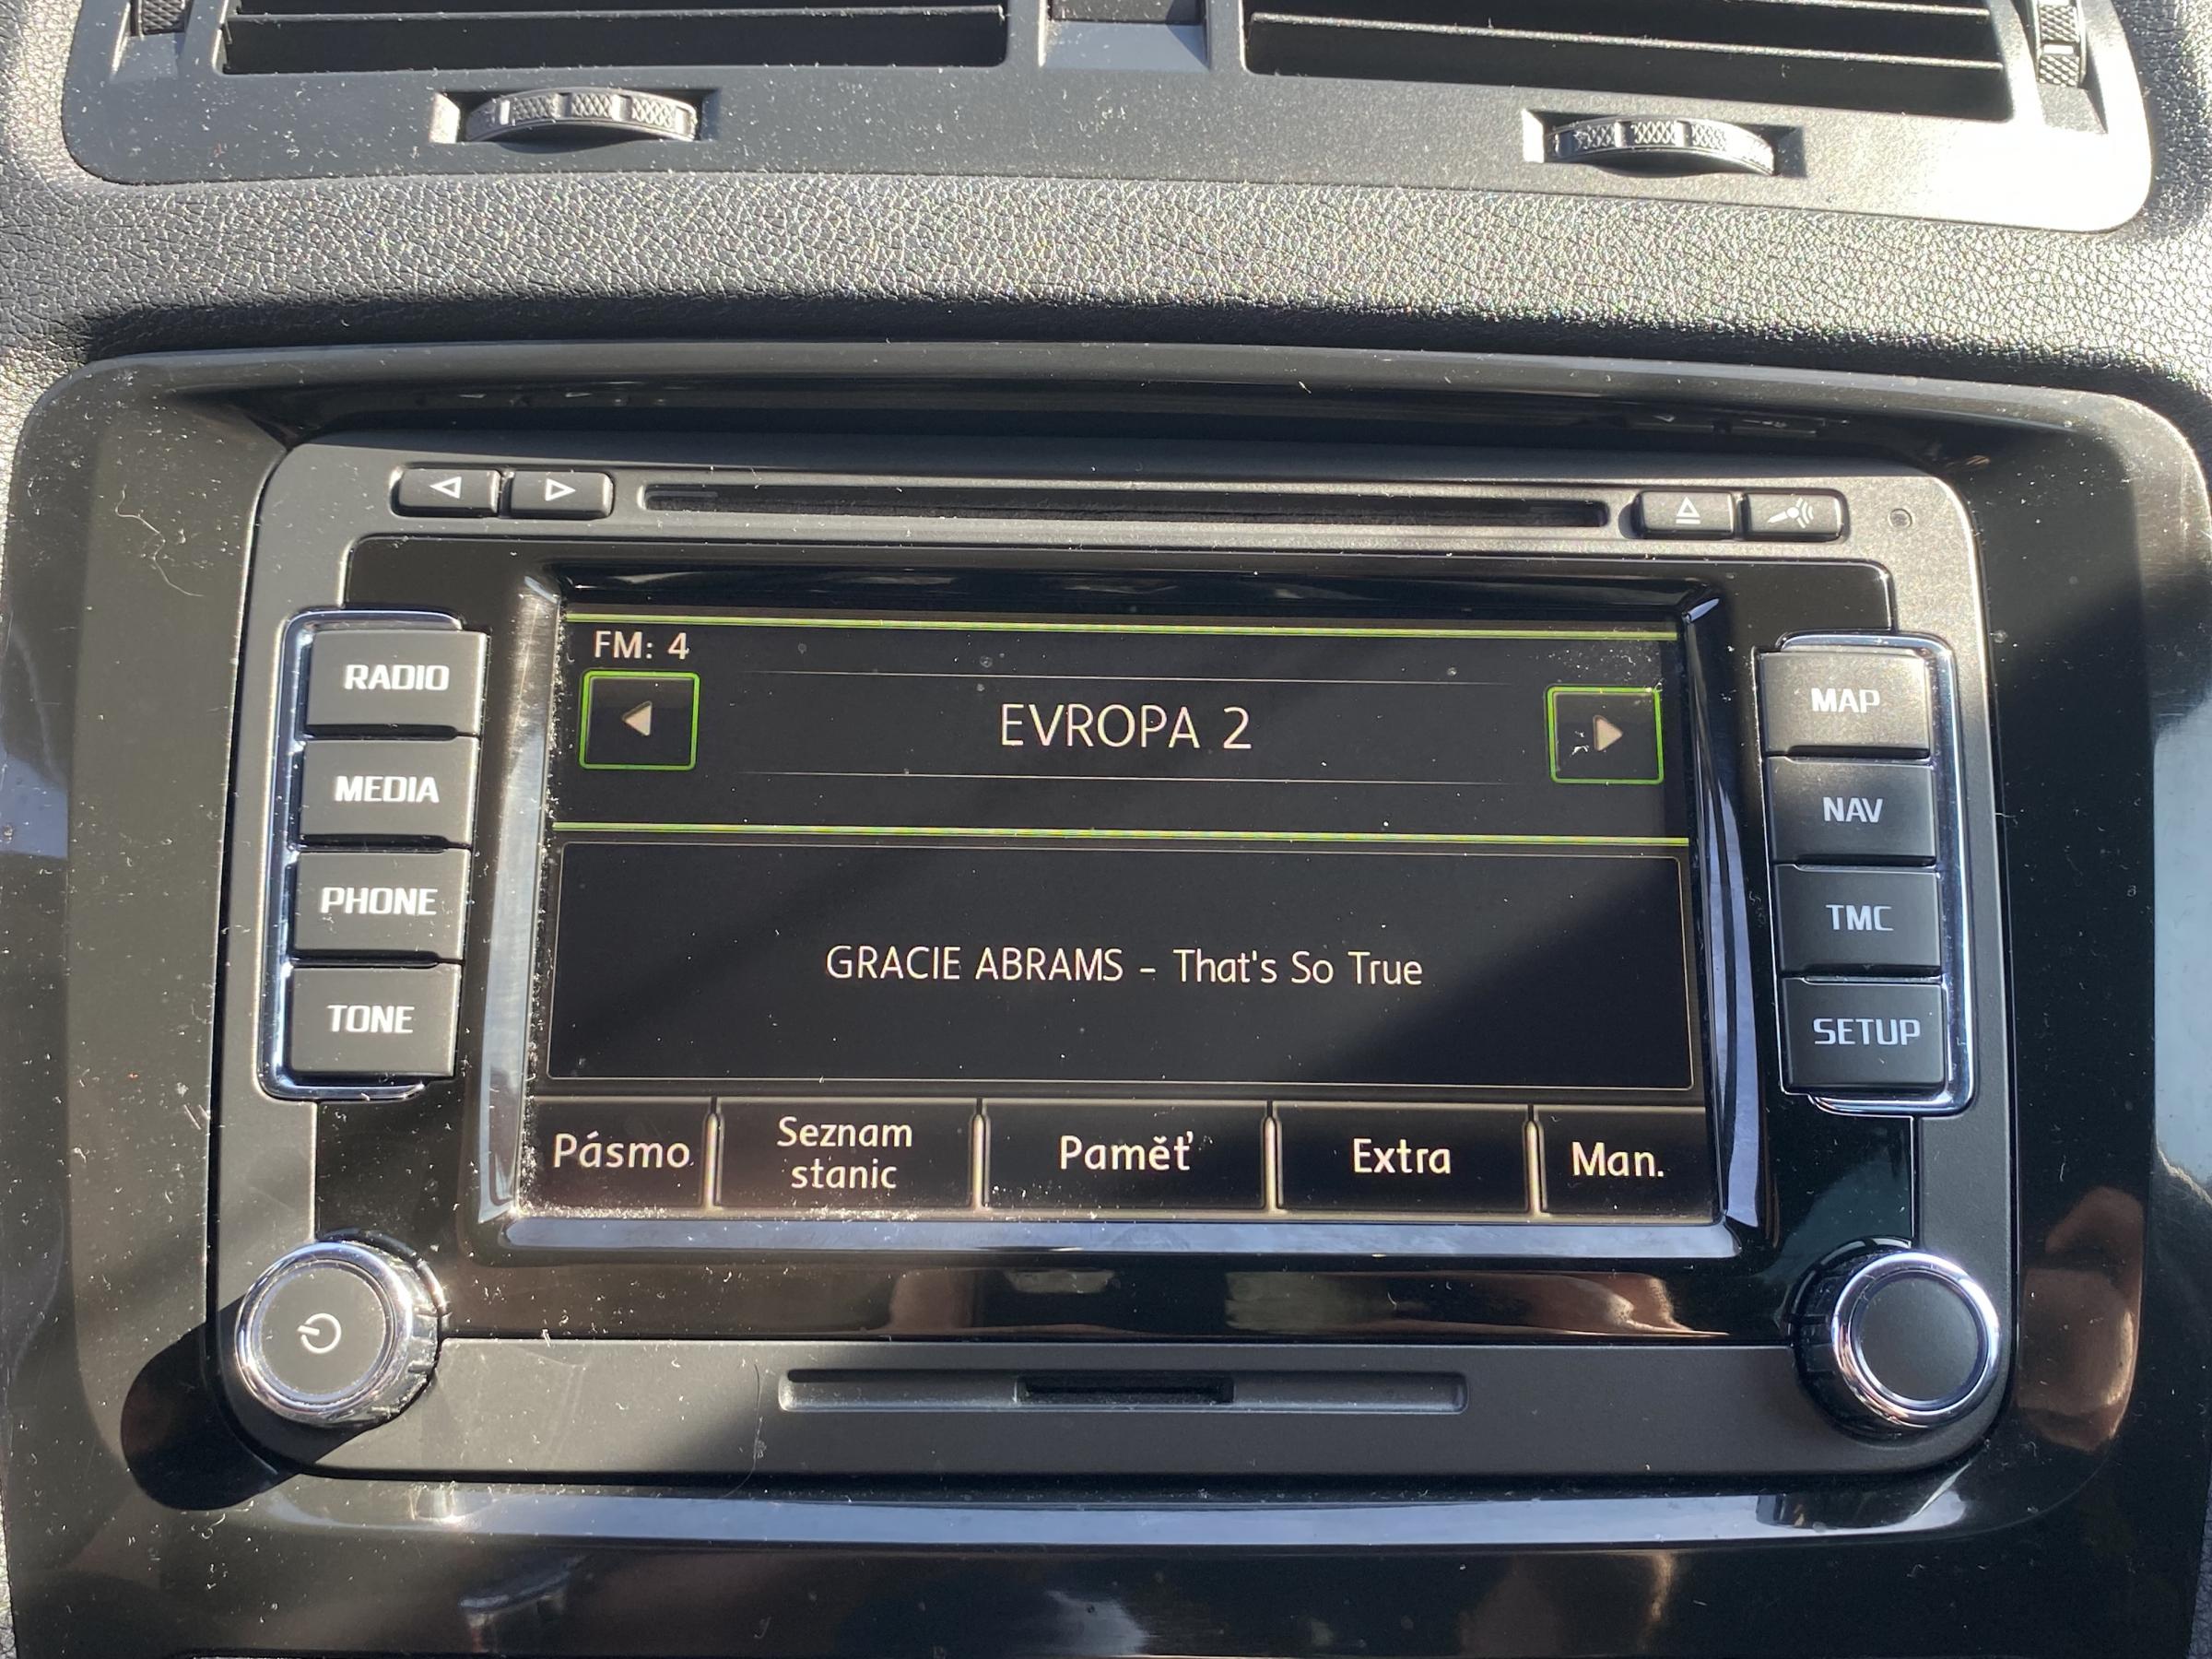 FM: 4
EVROPA 2
GRACIE ABRAMS - That's So True
Pásmo
Seznam
stanic
Paměť
Extra
Man.
RADIO
MEDIA
PHONE
TONE
MAP
NAV
TMC
SETUP